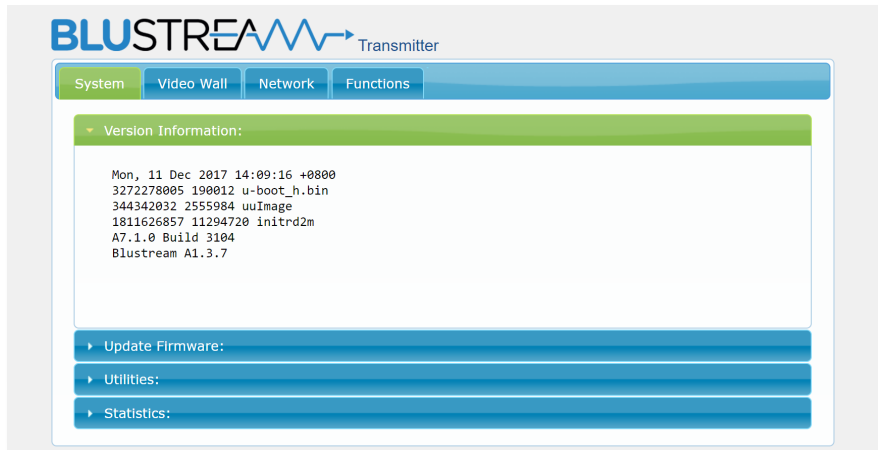 BLUSTREAM Transmitter
System Video Wall Network Functions
Version Information:
Mon, 11 Dec 2017 14:09:16 +0800
3272278005 190012 u-boot_h.bin
344342032 2555984 uuImage
1811626857 11294720 initrd2m
A7.1.0 Build 3104
Blustream A1.3.7
Update Firmware:
Utilities:
Statistics: